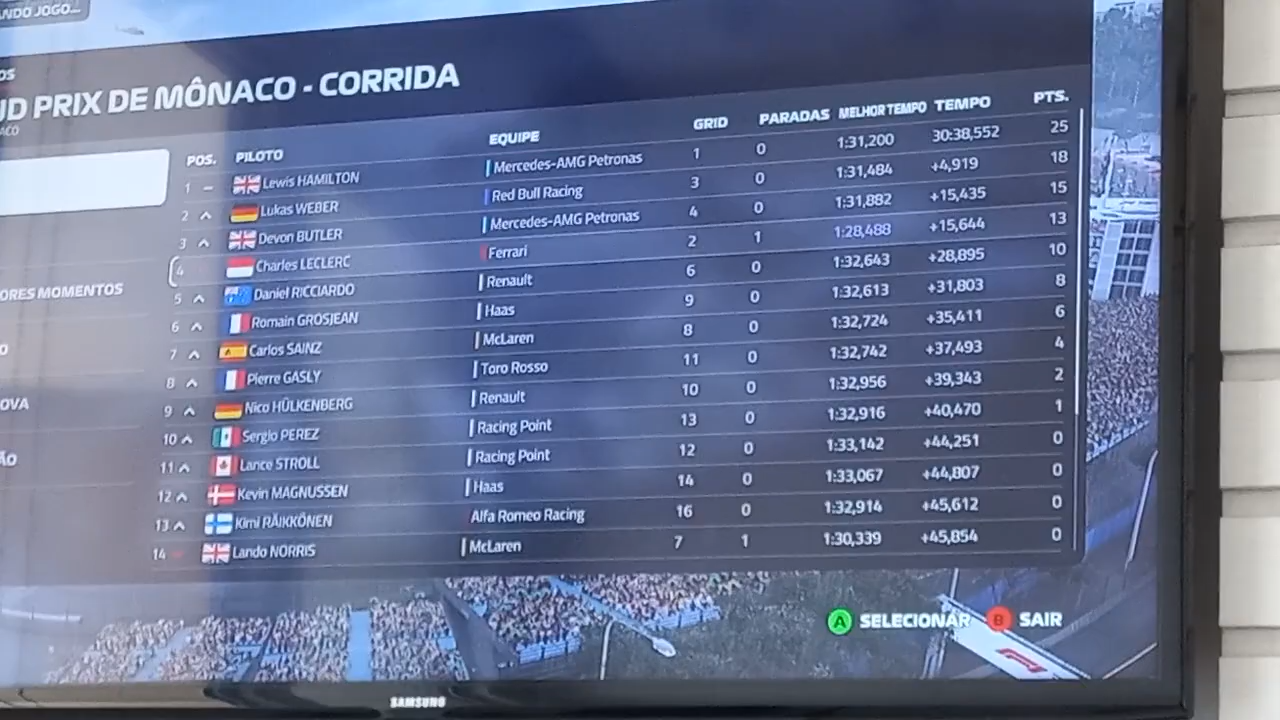 ANDO JOGO...
OS
UD PRIX DE MÔNACO - CORRIDA
ACO
POS. PILOTO EQUIPE GRID PARADAS MELHOR TEMPO TEMPO PTS.
1 Lewis HAMILTON Mercedes-AMG Petronas 1 0 1:31,200 30:38,552 25
2 Lukas WEBER Red Bull Racing 3 0 1:31,484 +4,919 18
3 Devon BUTLER Mercedes-AMG Petronas 4 0 1:31,882 +15,435 15
4 Charles LECLERC Ferrari 2 1 1:28,488 +15,644 13
5 Daniel RICCIARDO Renault 6 0 1:32,643 +28,895 10
6 Romain GROSJEAN Haas 9 0 1:32,613 +31,803 8
7 Carlos SAINZ McLaren 8 0 1:32,724 +35,411 6
8 Pierre GASLY Toro Rosso 11 0 1:32,742 +37,493 4
9 Nico HÜLKENBERG Renault 10 0 1:32,956 +39,343 2
10 Sergio PEREZ Racing Point 13 0 1:32,916 +40,470 1
11 Lance STROLL Racing Point 12 0 1:33,142 +44,251 0
12 Kevin MAGNUSSEN Haas 14 0 1:33,067 +44,807 0
13 Kimi RÄIKKÖNEN Alfa Romeo Racing 16 0 1:32,914 +45,612 0
14 Lando NORRIS McLaren 7 1 1:30,339 +45,854 0
ORES MOMENTOS
O
OVA
ÃO
A SELECIONAR B SAIR
F1
SAMSUNG